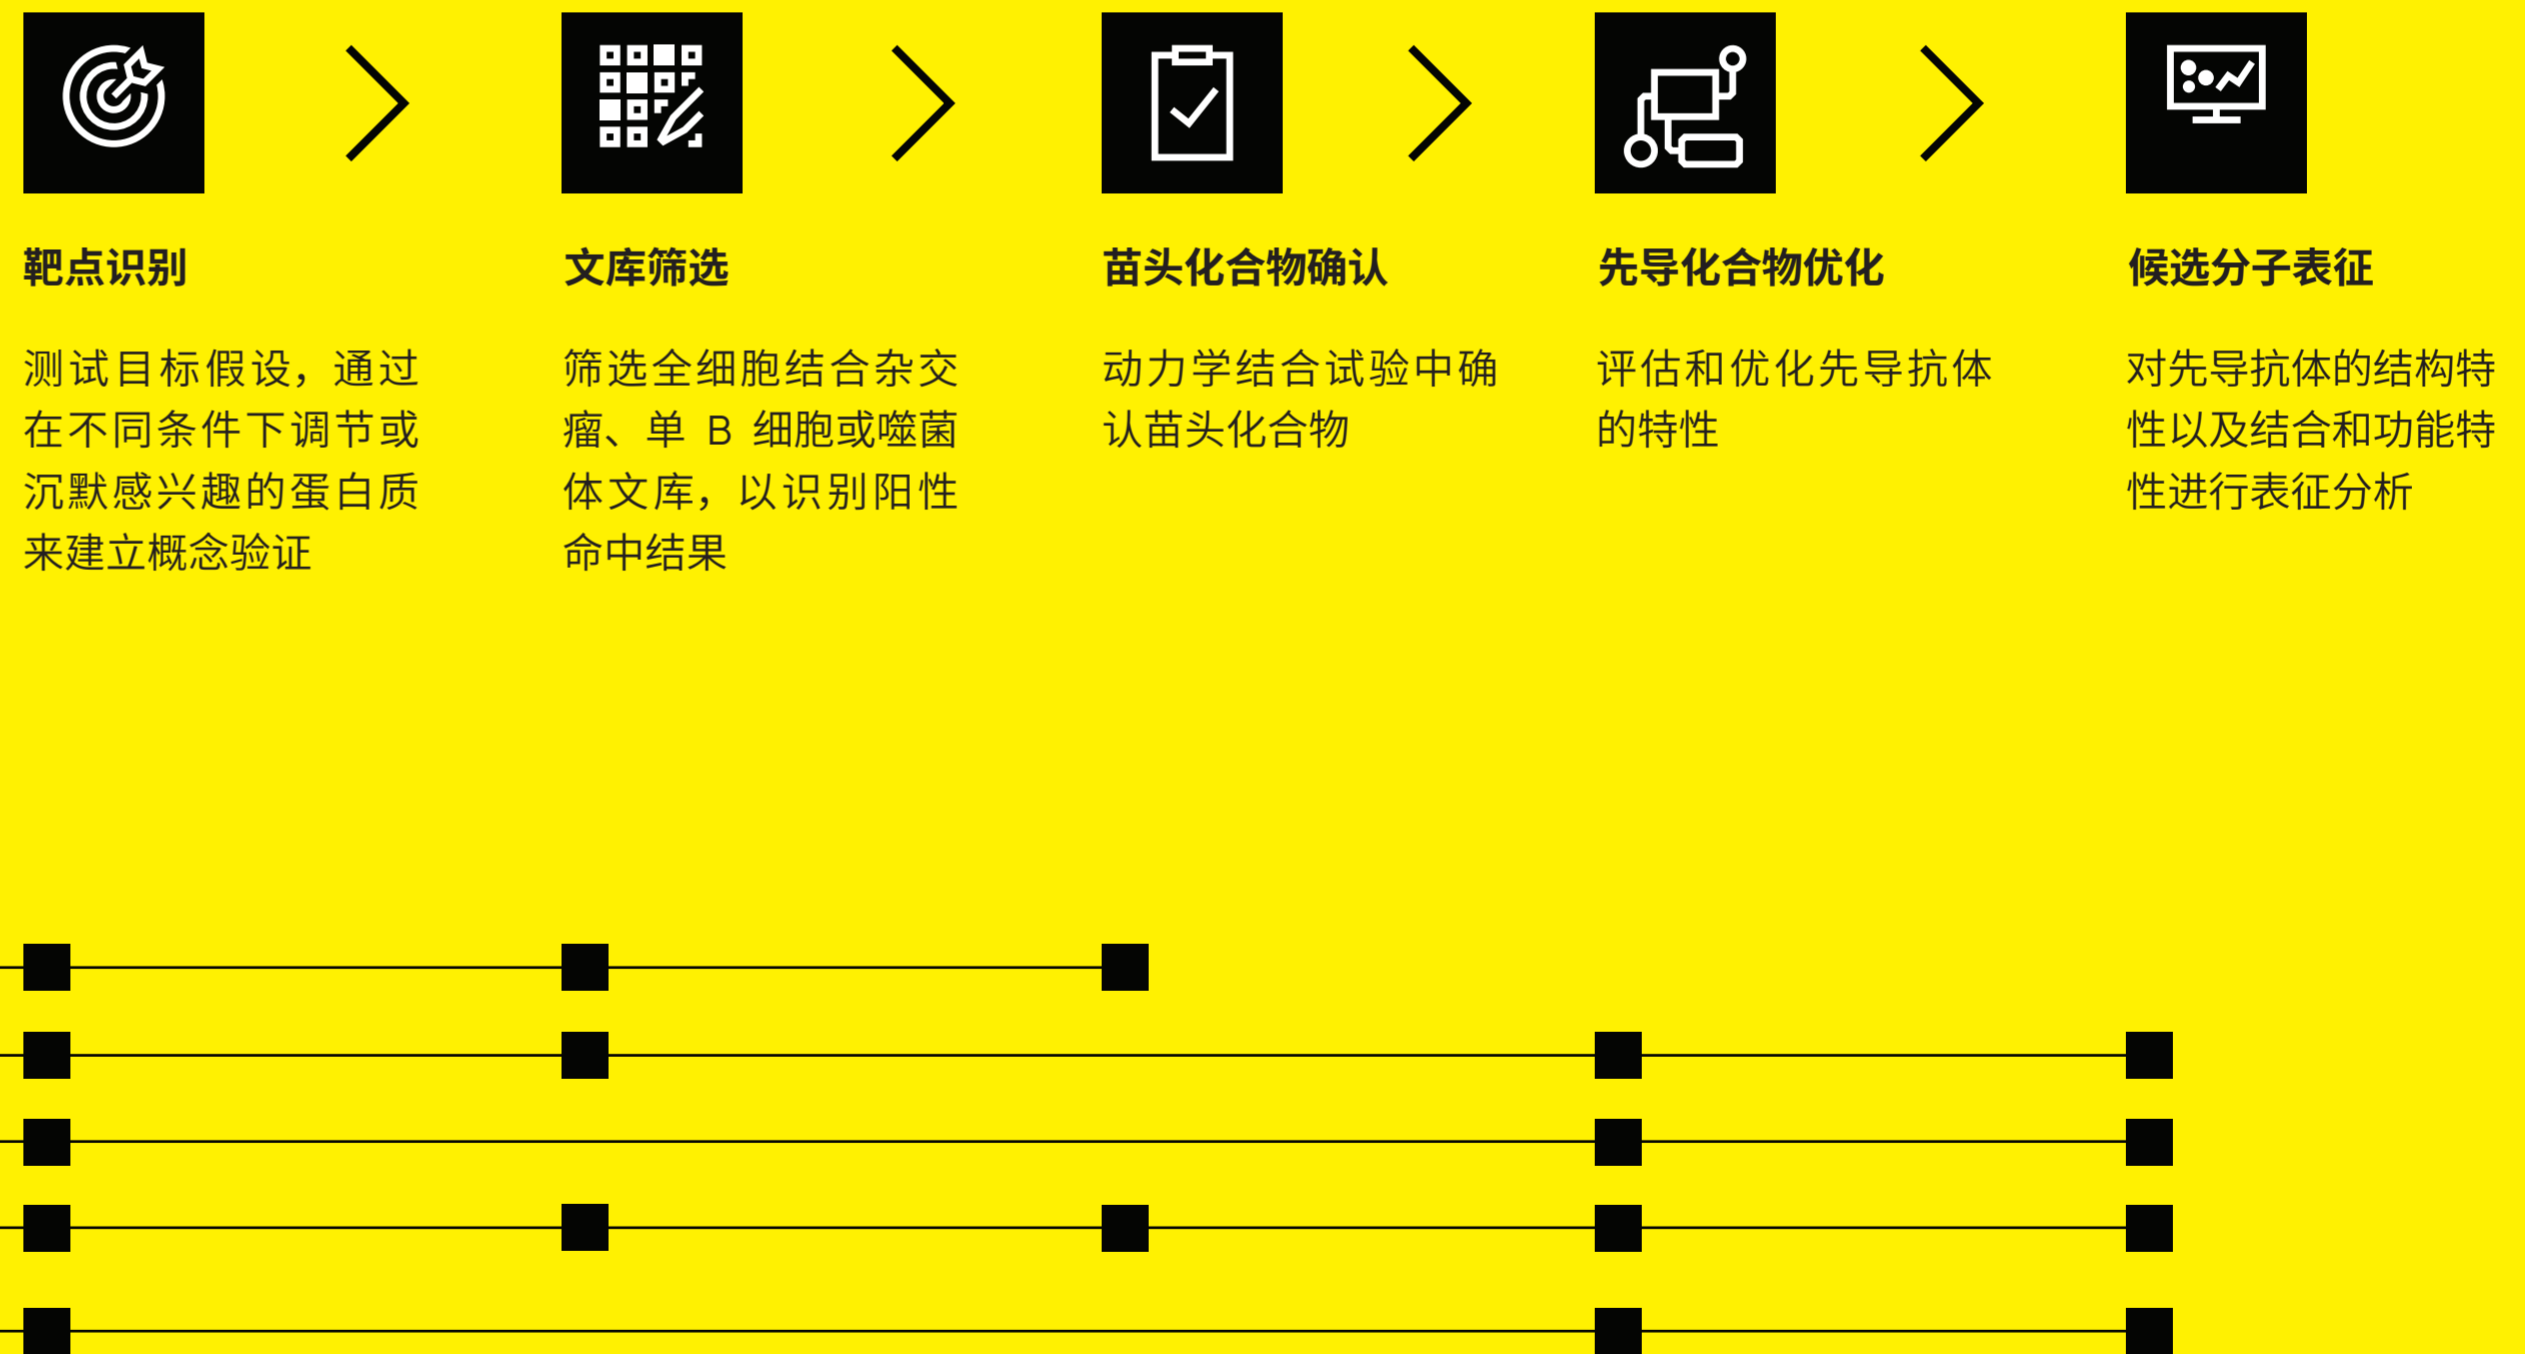 靶点识别
测试目标假设，通过
在不同条件下调节或
沉默感兴趣的蛋白质
来建立概念验证
文库筛选
筛选全细胞结合杂交
瘤、单 B 细胞或噬菌
体文库，以识别阳性
命中结果
苗头化合物确认
动力学结合试验中确
认苗头化合物
先导化合物优化
评估和优化先导抗体
的特性
候选分子表征
对先导抗体的结构特
性以及结合和功能特
性进行表征分析